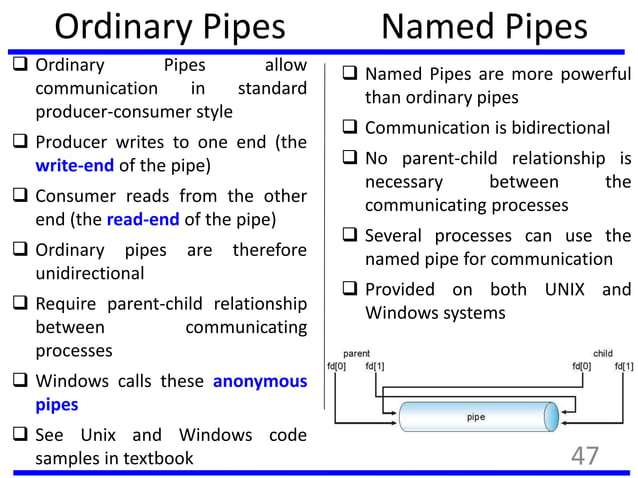 Ordinary Pipes
❑ Ordinary Pipes allow
communication in standard
producer-consumer style
❑ Producer writes to one end (the
write-end of the pipe)
❑ Consumer reads from the other
end (the read-end of the pipe)
❑ Ordinary pipes are therefore
unidirectional
❑ Require parent-child relationship
between communicating
processes
❑ Windows calls these anonymous
pipes
❑ See Unix and Windows code
samples in textbook
Named Pipes
❑ Named Pipes are more powerful
than ordinary pipes
❑ Communication is bidirectional
❑ No parent-child relationship is
necessary between the
communicating processes
❑ Several processes can use the
named pipe for communication
❑ Provided on both UNIX and
Windows systems
parent child
fd[0] fd[1] fd[0] fd[1]
pipe
47